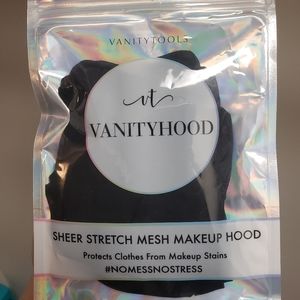 VANITYTOOLS
vt
VANITYHOOD
SHEER STRETCH MESH MAKEUP HOOD
Protects Clothes From Makeup Stains
#NOMESSNOSTRESS